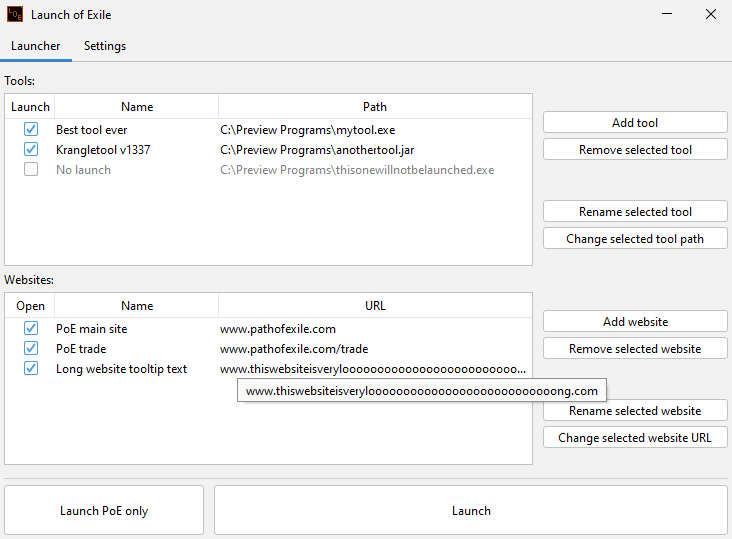 LOE Launch of Exile
Launcher Settings
Tools:
Launch Name Path
Best tool ever C:\Preview Programs\mytool.exe
Krangletool v1337 C:\Preview Programs\anothertool.jar
No launch C:\Preview Programs\thisonewillnotbelaunched.exe
Add tool
Remove selected tool
Rename selected tool
Change selected tool path
Websites:
Open Name URL
PoE main site www.pathofexile.com
PoE trade www.pathofexile.com/trade
Long website tooltip text www.thiswebsiteisveryloooooooooooooooooooooooooo...
www.thiswebsiteisveryloooooooooooooooooooooooooooong.com
Add website
Remove selected website
Rename selected website
Change selected website URL
Launch PoE only
Launch